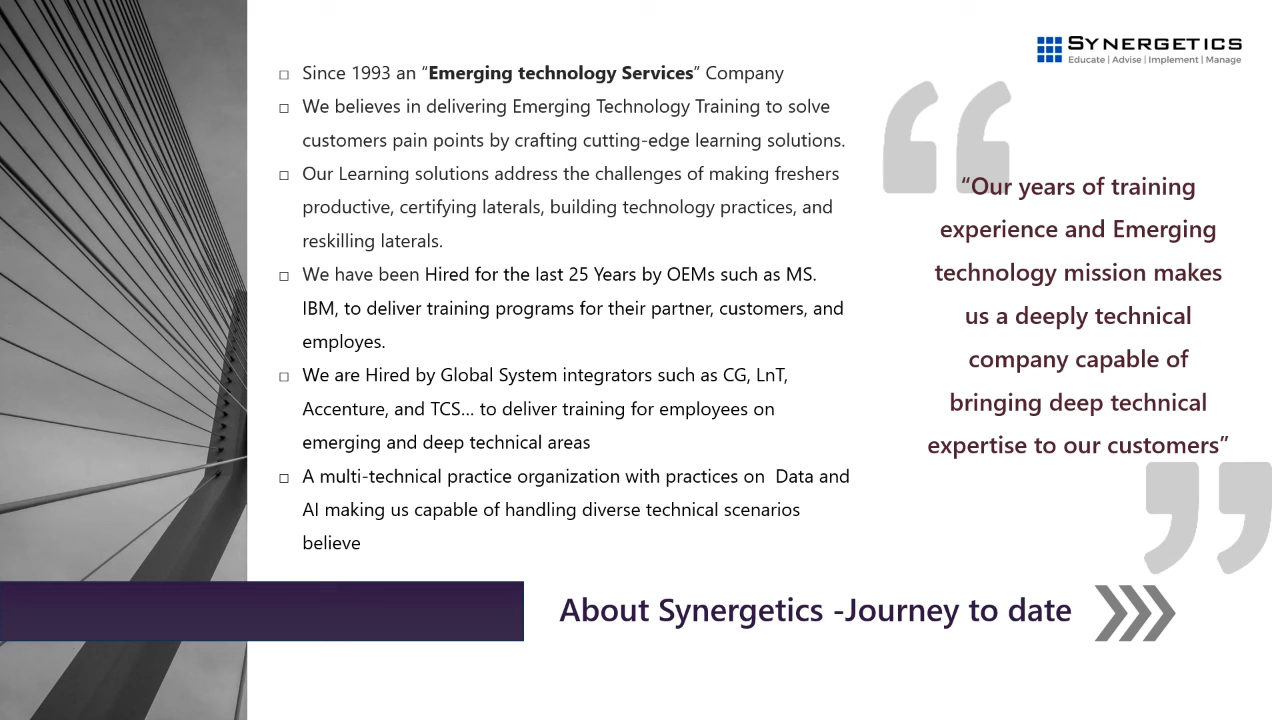 SYNERGETICS
Educate | Advise | Implement | Manage
□ Since 1993 an “Emerging technology Services” Company
□ We believes in delivering Emerging Technology Training to solve
customers pain points by crafting cutting-edge learning solutions.
□ Our Learning solutions address the challenges of making freshers
productive, certifying laterals, building technology practices, and
reskilling laterals.
□ We have been Hired for the last 25 Years by OEMs such as MS.
IBM, to deliver training programs for their partner, customers, and
employes.
□ We are Hired by Global System integrators such as CG, LnT,
Accenture, and TCS... to deliver training for employees on
emerging and deep technical areas
□ A multi-technical practice organization with practices on  Data and
AI making us capable of handling diverse technical scenarios
believe
“Our years of training
experience and Emerging
technology mission makes
us a deeply technical
company capable of
bringing deep technical
expertise to our customers”
About Synergetics -Journey to date